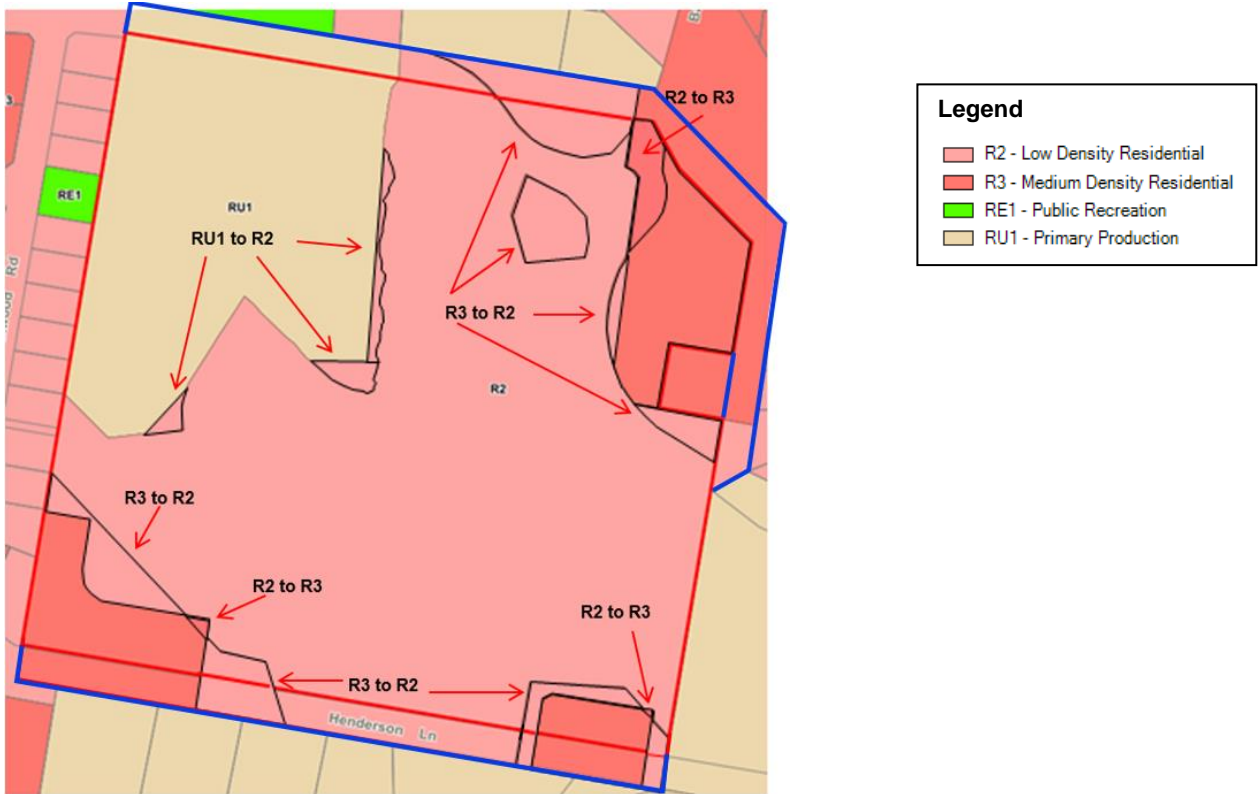 B
R2 to R3
3
RE1
RU1
RU1 to R2
Rd
R3 to R2
R2
R3 to R2
R2 to R3
R2 to R3
R3 to R2
Henderson Ln
Legend
R2 - Low Density Residential
R3 - Medium Density Residential
RE1 - Public Recreation
RU1 - Primary Production